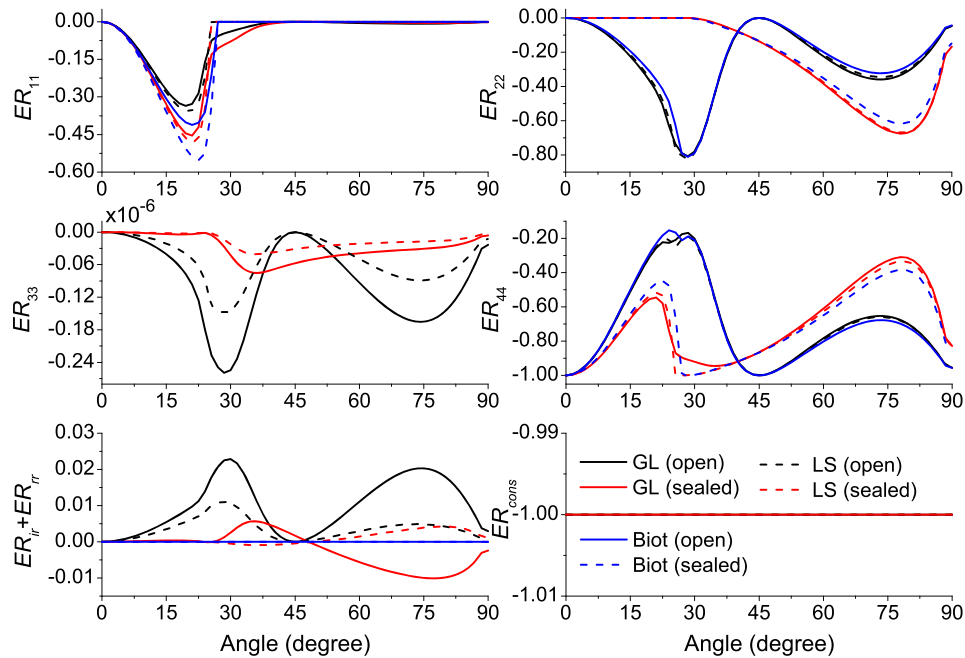 0.00
-0.15
-0.30
-0.45
-0.60
ER11
0 15 30 45 60 75 90
0.00
-0.20
-0.40
-0.60
-0.80
ER22
0 15 30 45 60 75 90
x10-6
0.00
-0.06
-0.12
-0.18
-0.24
ER33
0 15 30 45 60 75 90
-0.20
-0.40
-0.60
-0.80
-1.00
ER44
0 15 30 45 60 75 90
0.03
0.02
0.01
0.00
-0.01
ERir+ERrr
0 15 30 45 60 75 90
Angle (degree)
-0.99
-1.00
-1.01
ERcons
GL (open)
LS (open)
GL (sealed)
LS (sealed)
Biot (open)
Biot (sealed)
0 15 30 45 60 75 90
Angle (degree)